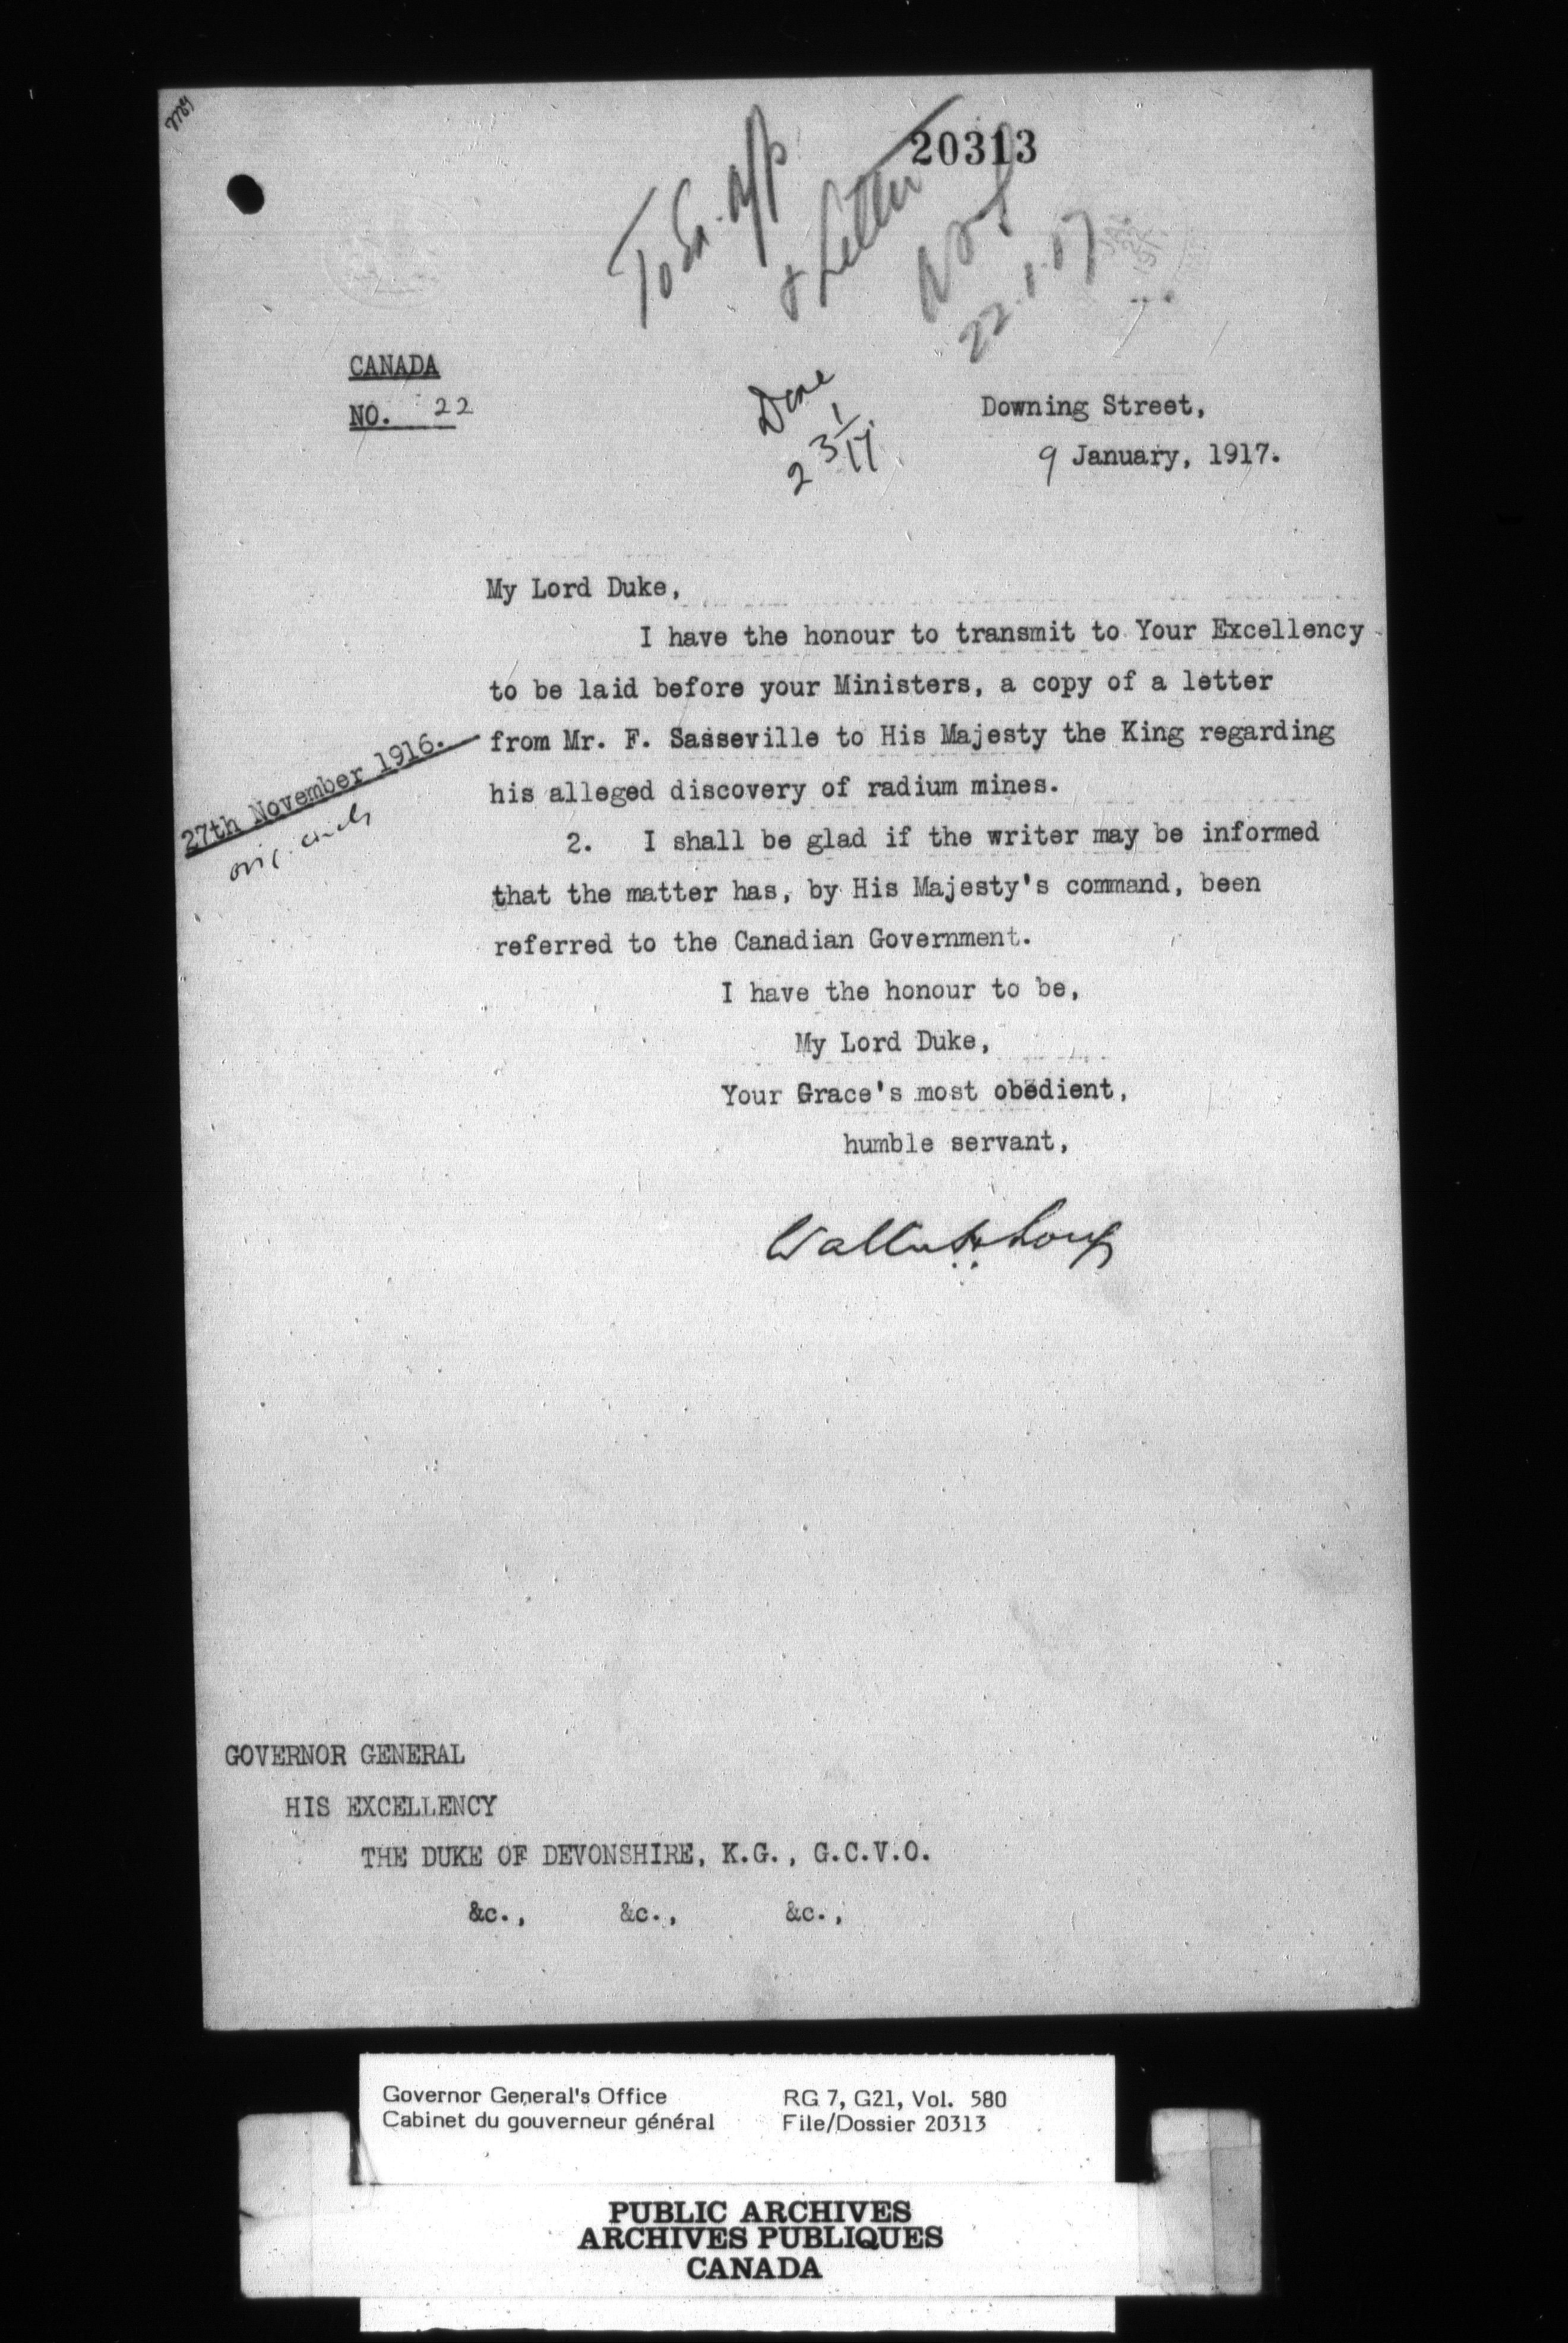 20313
To
& Letter
22.1.17
CANADA
NO. 22
Done
23/1/17.
Downing Street,
9 January, 1917.
My Lord Duke,
I have the honour to transmit to Your Excellency
to be laid before your Ministers, a copy of a letter
27th November 1916.
from Mr. F. Sasseville to His Majesty the King regarding
his alleged discovery of radium mines.
orig.
2. I shall be glad if the writer may be informed
that the matter has, by His Majesty's command, been
referred to the Canadian Government.
I have the honour to be,
My Lord Duke,
Your Grace's most obedient,
humble servant,
Walter H. Long
GOVERNOR GENERAL
HIS EXCELLENCY
THE DUKE OF DEVONSHIRE, K.G., G.C.V.O.
&c., &c., &c.,
Governor General's Office RG 7, G21, Vol. 580
Cabinet du gouverneur général File/Dossier 20313
PUBLIC ARCHIVES
ARCHIVES PUBLIQUES
CANADA